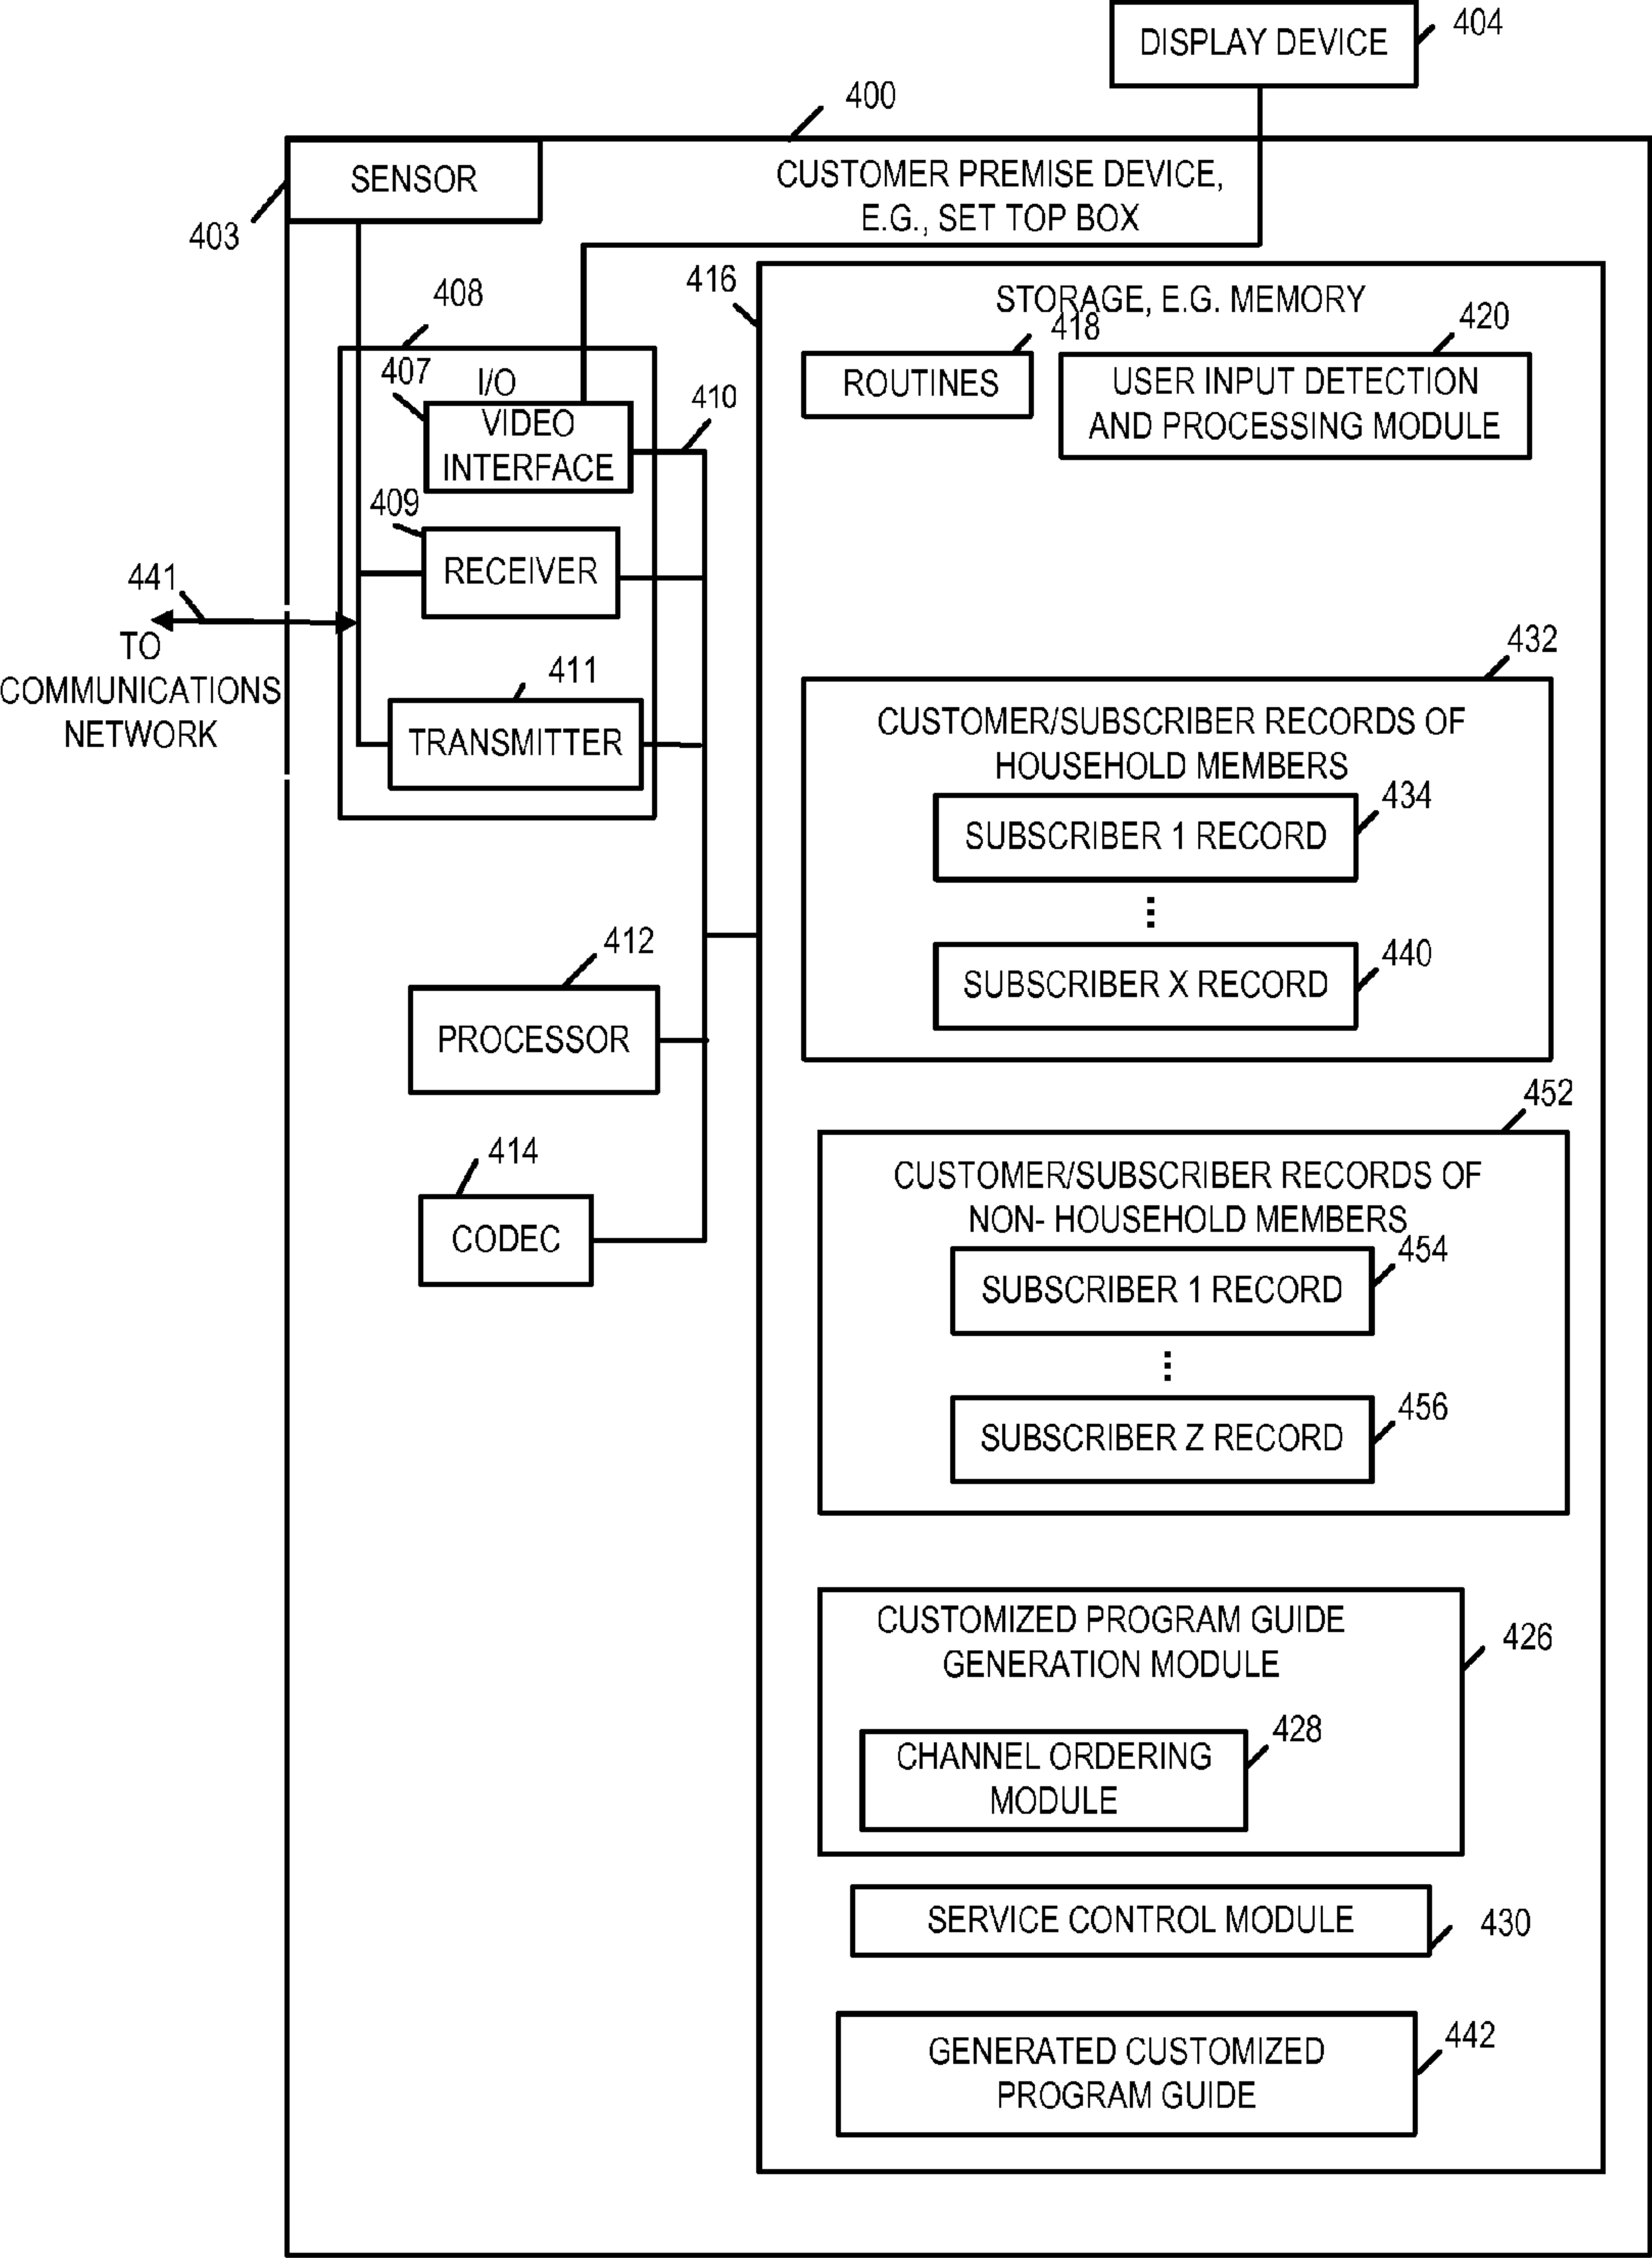 DISPLAY DEVICE
404
400
SENSOR
403
CUSTOMER PREMISE DEVICE,
E.G., SET TOP BOX
408
416
STORAGE, E.G. MEMORY
418
420
ROUTINES
USER INPUT DETECTION
AND PROCESSING MODULE
407
I/O
VIDEO
INTERFACE
410
409
RECEIVER
441
TO
COMMUNICATIONS
NETWORK
411
TRANSMITTER
432
CUSTOMER/SUBSCRIBER RECORDS OF
HOUSEHOLD MEMBERS
434
SUBSCRIBER 1 RECORD
...
440
SUBSCRIBER X RECORD
412
PROCESSOR
414
CODEC
452
CUSTOMER/SUBSCRIBER RECORDS OF
NON- HOUSEHOLD MEMBERS
454
SUBSCRIBER 1 RECORD
...
456
SUBSCRIBER Z RECORD
CUSTOMIZED PROGRAM GUIDE
GENERATION MODULE
426
428
CHANNEL ORDERING
MODULE
SERVICE CONTROL MODULE
430
GENERATED CUSTOMIZED
PROGRAM GUIDE
442